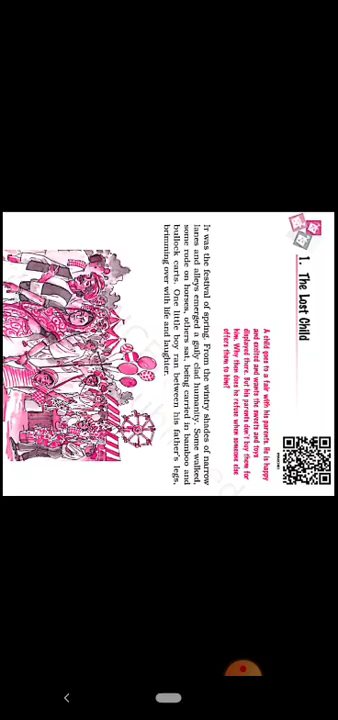 1. The Lost Child
A child goes to a fair with his parents. He is happy
and excited and wants the sweets and toys
displayed there. But his parents don't buy them for
him. Why then does he refuse when someone else
offers them to him?
It was the festival of spring. From the wintry shades of narrow
lanes and alleys emerged a gaily clad humanity. Some walked,
some rode on horses, others sat, being carried in bamboo and
bullock carts. One little boy ran between his father's legs,
brimming over with life and laughter.